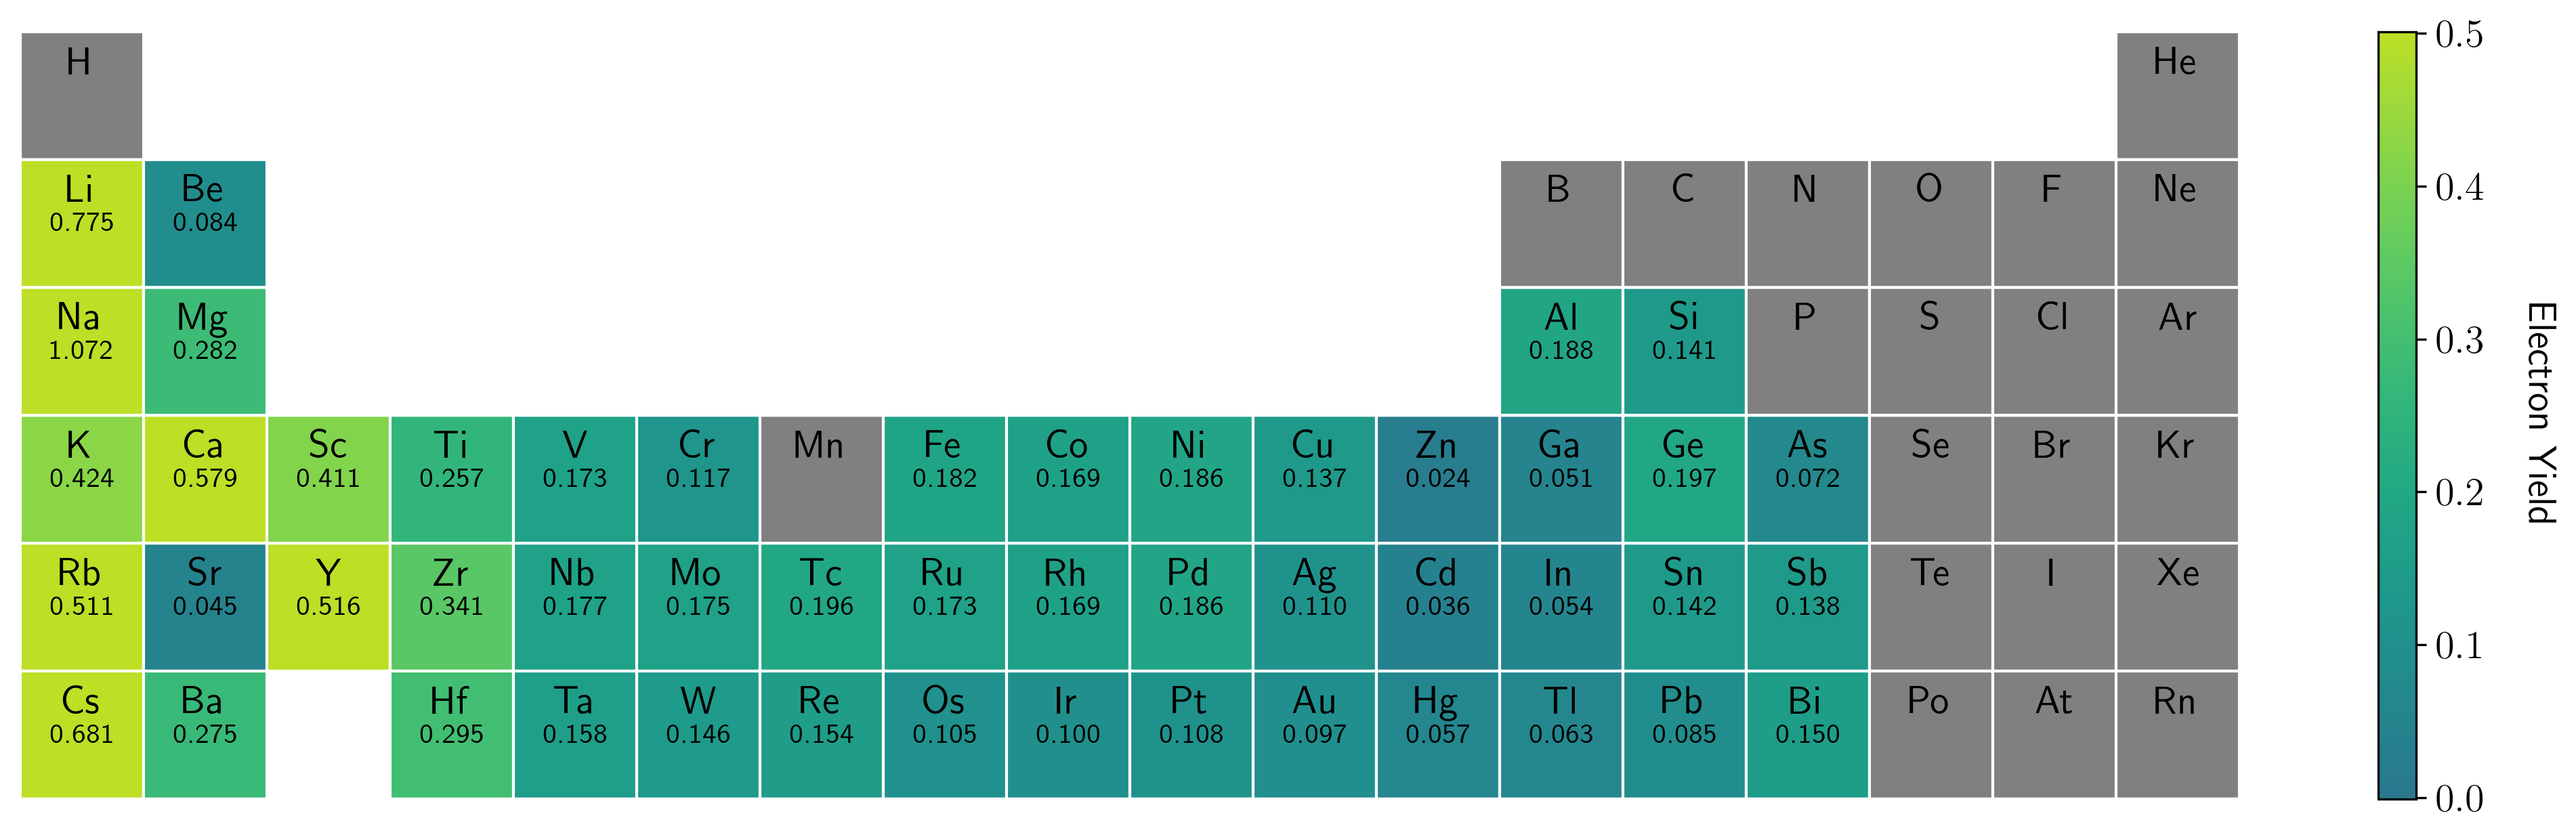 H He
Li Be B C N O F Ne
0.775 0.084
Na Mg Al Si P S Cl Ar
1.072 0.282 0.188 0.141
K Ca Sc Ti V Cr Mn Fe Co Ni Cu Zn Ga Ge As Se Br Kr
0.424 0.579 0.411 0.257 0.173 0.117 0.182 0.169 0.186 0.137 0.024 0.051 0.197 0.072
Rb Sr Y Zr Nb Mo Tc Ru Rh Pd Ag Cd In Sn Sb Te I Xe
0.511 0.045 0.516 0.341 0.177 0.175 0.196 0.173 0.169 0.186 0.110 0.036 0.054 0.142 0.138
Cs Ba Hf Ta W Re Os Ir Pt Au Hg Tl Pb Bi Po At Rn
0.681 0.275 0.295 0.158 0.146 0.154 0.105 0.100 0.108 0.097 0.057 0.063 0.085 0.150
0.5
0.4
0.3
0.2
0.1
0.0
Electron Yield